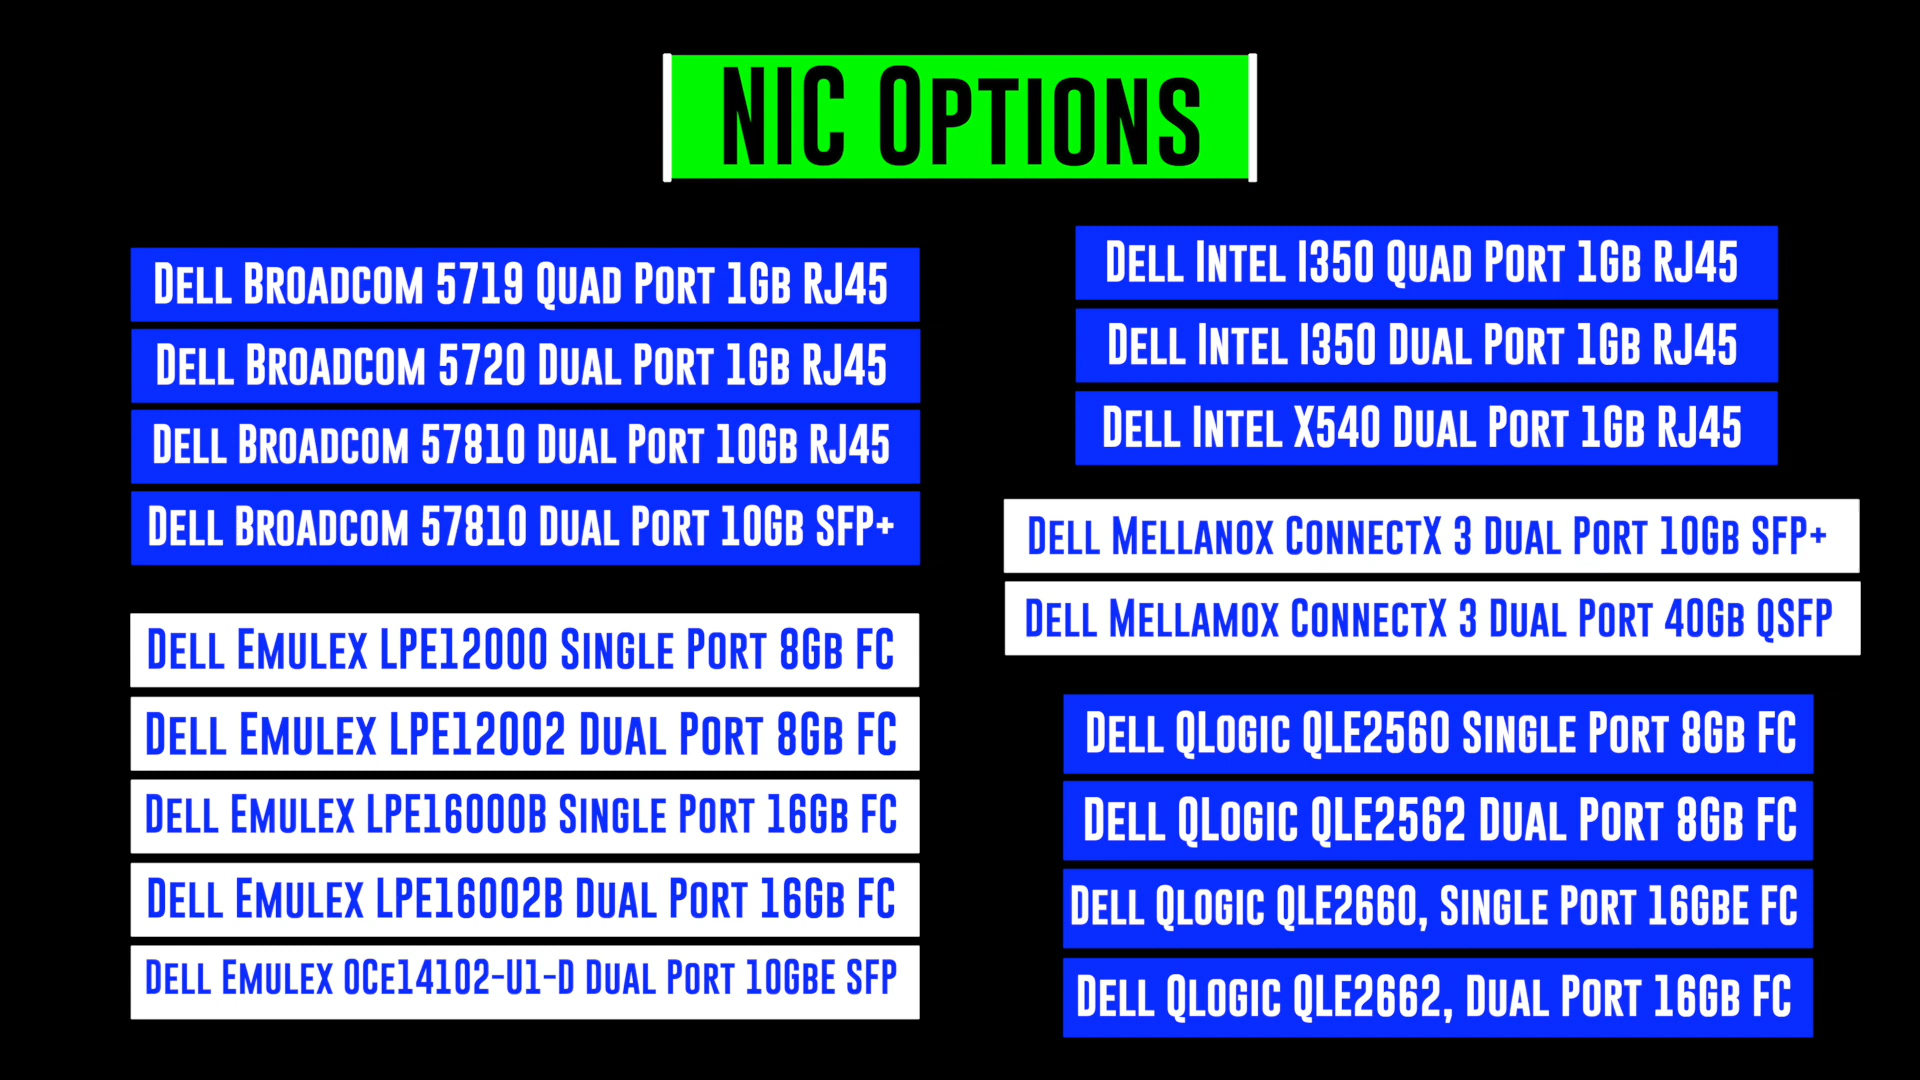 NIC Options
Dell Broadcom 5719 Quad Port 1Gb RJ45
Dell Broadcom 5720 Dual Port 1Gb RJ45
Dell Broadcom 57810 Dual Port 10Gb RJ45
Dell Broadcom 57810 Dual Port 10Gb SFP+
Dell Emulex LPE12000 Single Port 8Gb FC
Dell Emulex LPE12002 Dual Port 8Gb FC
Dell Emulex LPE16000B Single Port 16Gb FC
Dell Emulex LPE16002B Dual Port 16Gb FC
Dell Emulex OCe14102-U1-D Dual Port 10GbE SFP
Dell Intel I350 Quad Port 1Gb RJ45
Dell Intel I350 Dual Port 1Gb RJ45
Dell Intel X540 Dual Port 1Gb RJ45
Dell Mellanox ConnectX 3 Dual Port 10Gb SFP+
Dell Mellamox ConnectX 3 Dual Port 40Gb QSFP
Dell QLogic QLE2560 Single Port 8Gb FC
Dell QLogic QLE2562 Dual Port 8Gb FC
Dell Qlogic QLE2660, Single Port 16GbE FC
Dell Qlogic QLE2662, Dual Port 16Gb FC